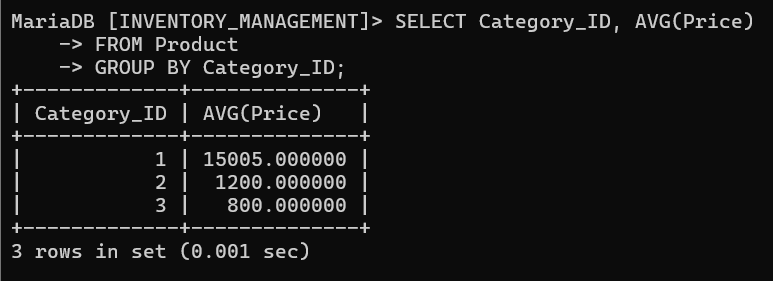 MariaDB [INVENTORY_MANAGEMENT]> SELECT Category_ID, AVG(Price)
    -> FROM Product
    -> GROUP BY Category_ID;
+-------------+--------------+
| Category_ID | AVG(Price)   |
+-------------+--------------+
|           1 | 15005.000000 |
|           2 |  1200.000000 |
|           3 |   800.000000 |
+-------------+--------------+
3 rows in set (0.001 sec)